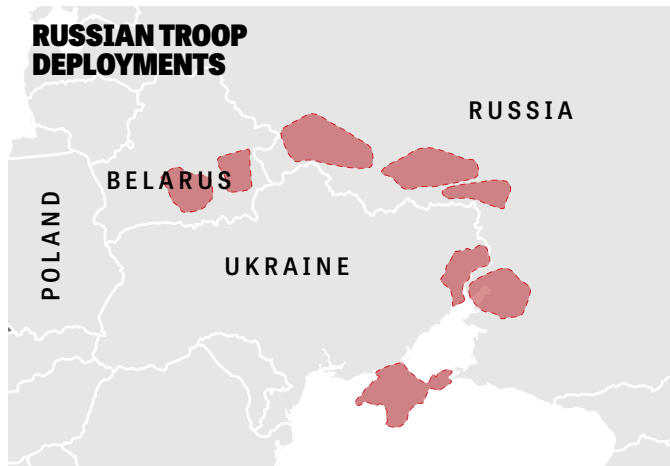 RUSSIAN TROOP
DEPLOYMENTS
RUSSIA
BELARUS
POLAND
UKRAINE